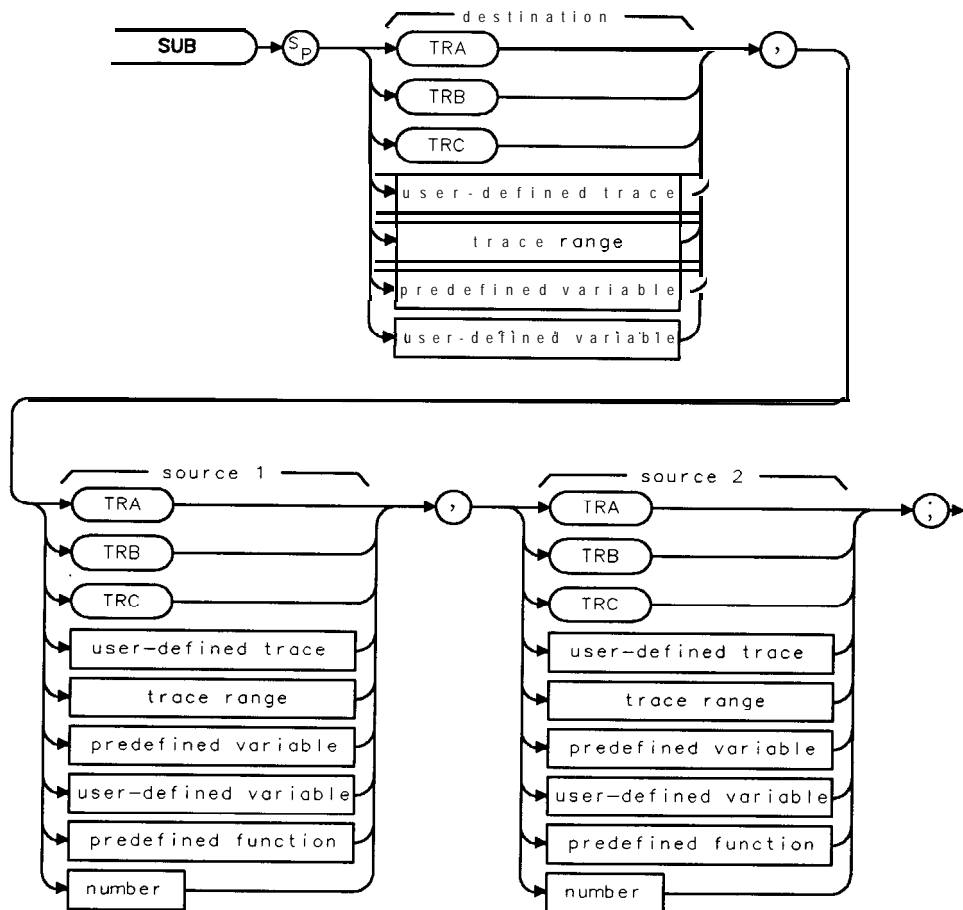 destination
SUB
SP
TRA
,
TRB
TRC
user-defined trace
trace range
predefined variable
user-defined variable
source 1
TRA
,
TRB
TRC
user-defined trace
trace range
predefined variable
user-defined variable
predefined function
number
source 2
TRA
;
TRB
TRC
user-defined trace
trace range
predefined variable
user-defined variable
predefined function
number